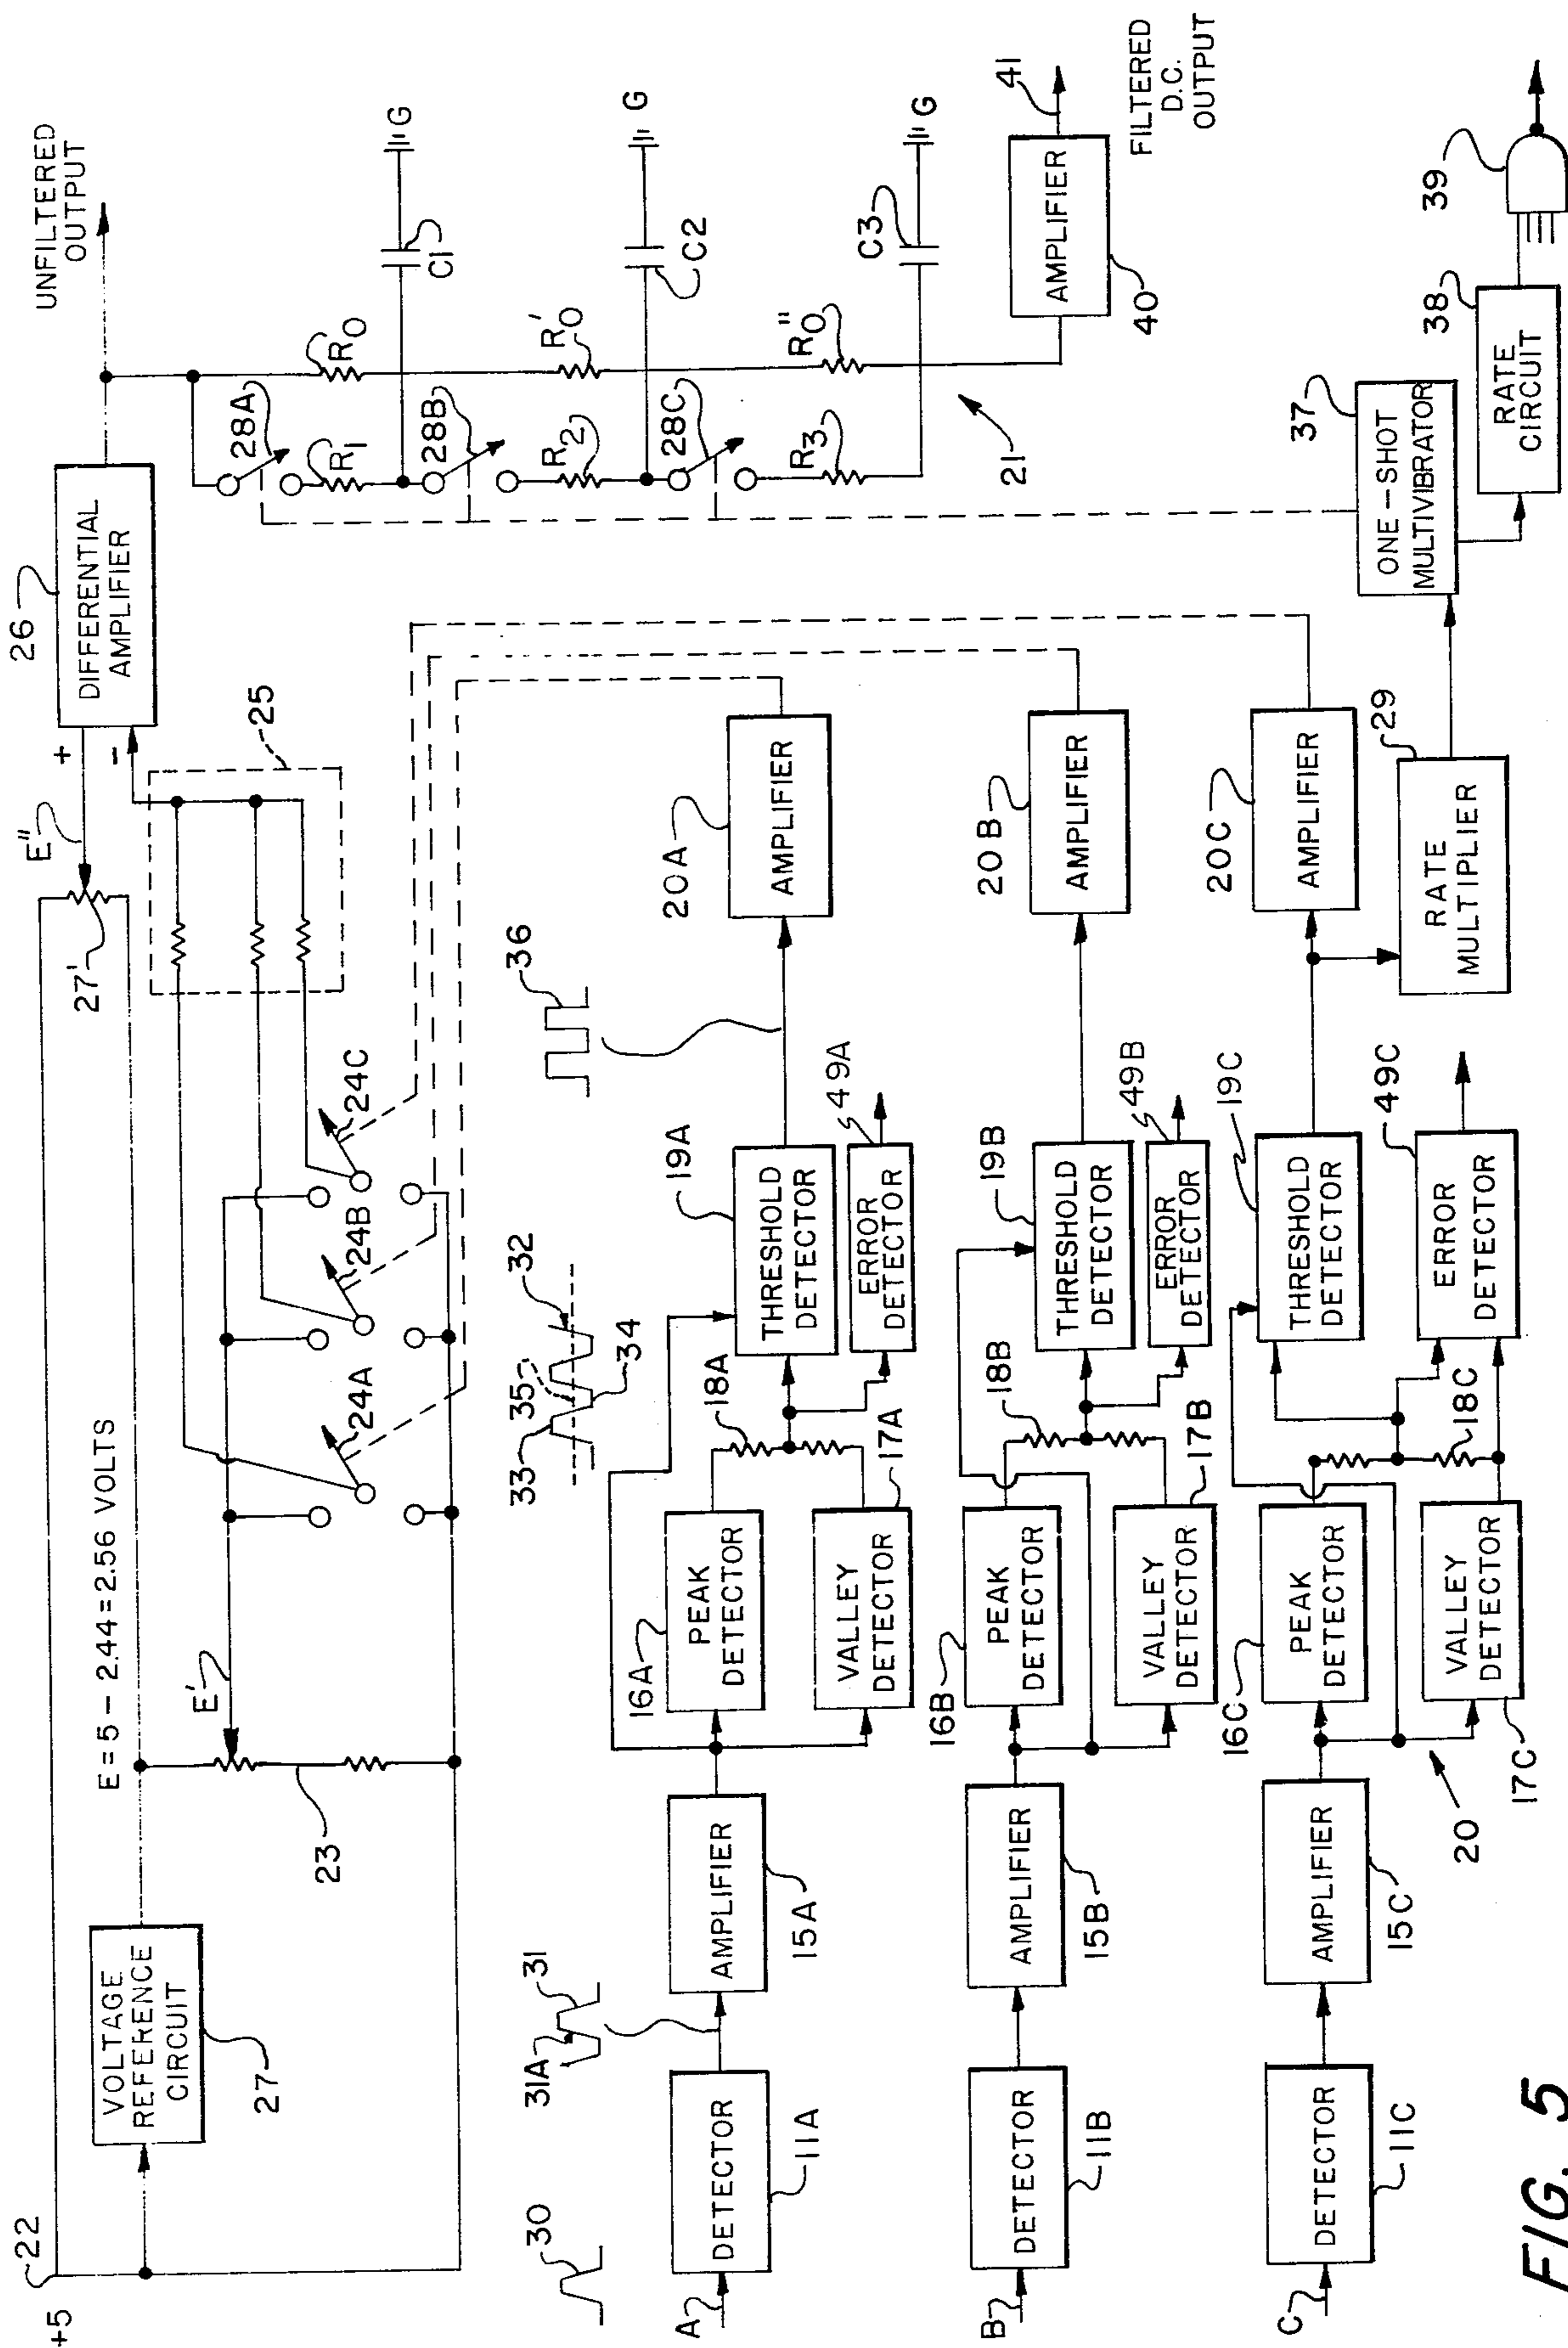 +5
22
VOLTAGE
REFERENCE
CIRCUIT
27
E = 5 - 2.44 = 2.56 VOLTS
23
E'
24A
24B
24C
27'
E"
25
+
-
26
DIFFERENTIAL
AMPLIFIER
UNFILTERED
OUTPUT
28A
R1
R0
C1
G
28B
R2
R0'
C2
G
28C
R3
R0"
C3
G
21
AMPLIFIER
40
41
FILTERED
D.C.
OUTPUT
30
31A
31
33
35
32
34
36
A
DETECTOR
11A
AMPLIFIER
15A
16A
PEAK
DETECTOR
VALLEY
DETECTOR
17A
18A
19A
THRESHOLD
DETECTOR
ERROR
DETECTOR
49A
20A
AMPLIFIER
B
DETECTOR
11B
AMPLIFIER
15B
16B
PEAK
DETECTOR
VALLEY
DETECTOR
17B
18B
19B
THRESHOLD
DETECTOR
ERROR
DETECTOR
49B
20B
AMPLIFIER
C
DETECTOR
11C
AMPLIFIER
15C
20
16C
PEAK
DETECTOR
VALLEY
DETECTOR
17C
18C
19C
THRESHOLD
DETECTOR
ERROR
DETECTOR
49C
20C
AMPLIFIER
RATE
MULTIPLIER
29
37
ONE-SHOT
MULTIVIBRATOR
38
RATE
CIRCUIT
39
FIG. 5